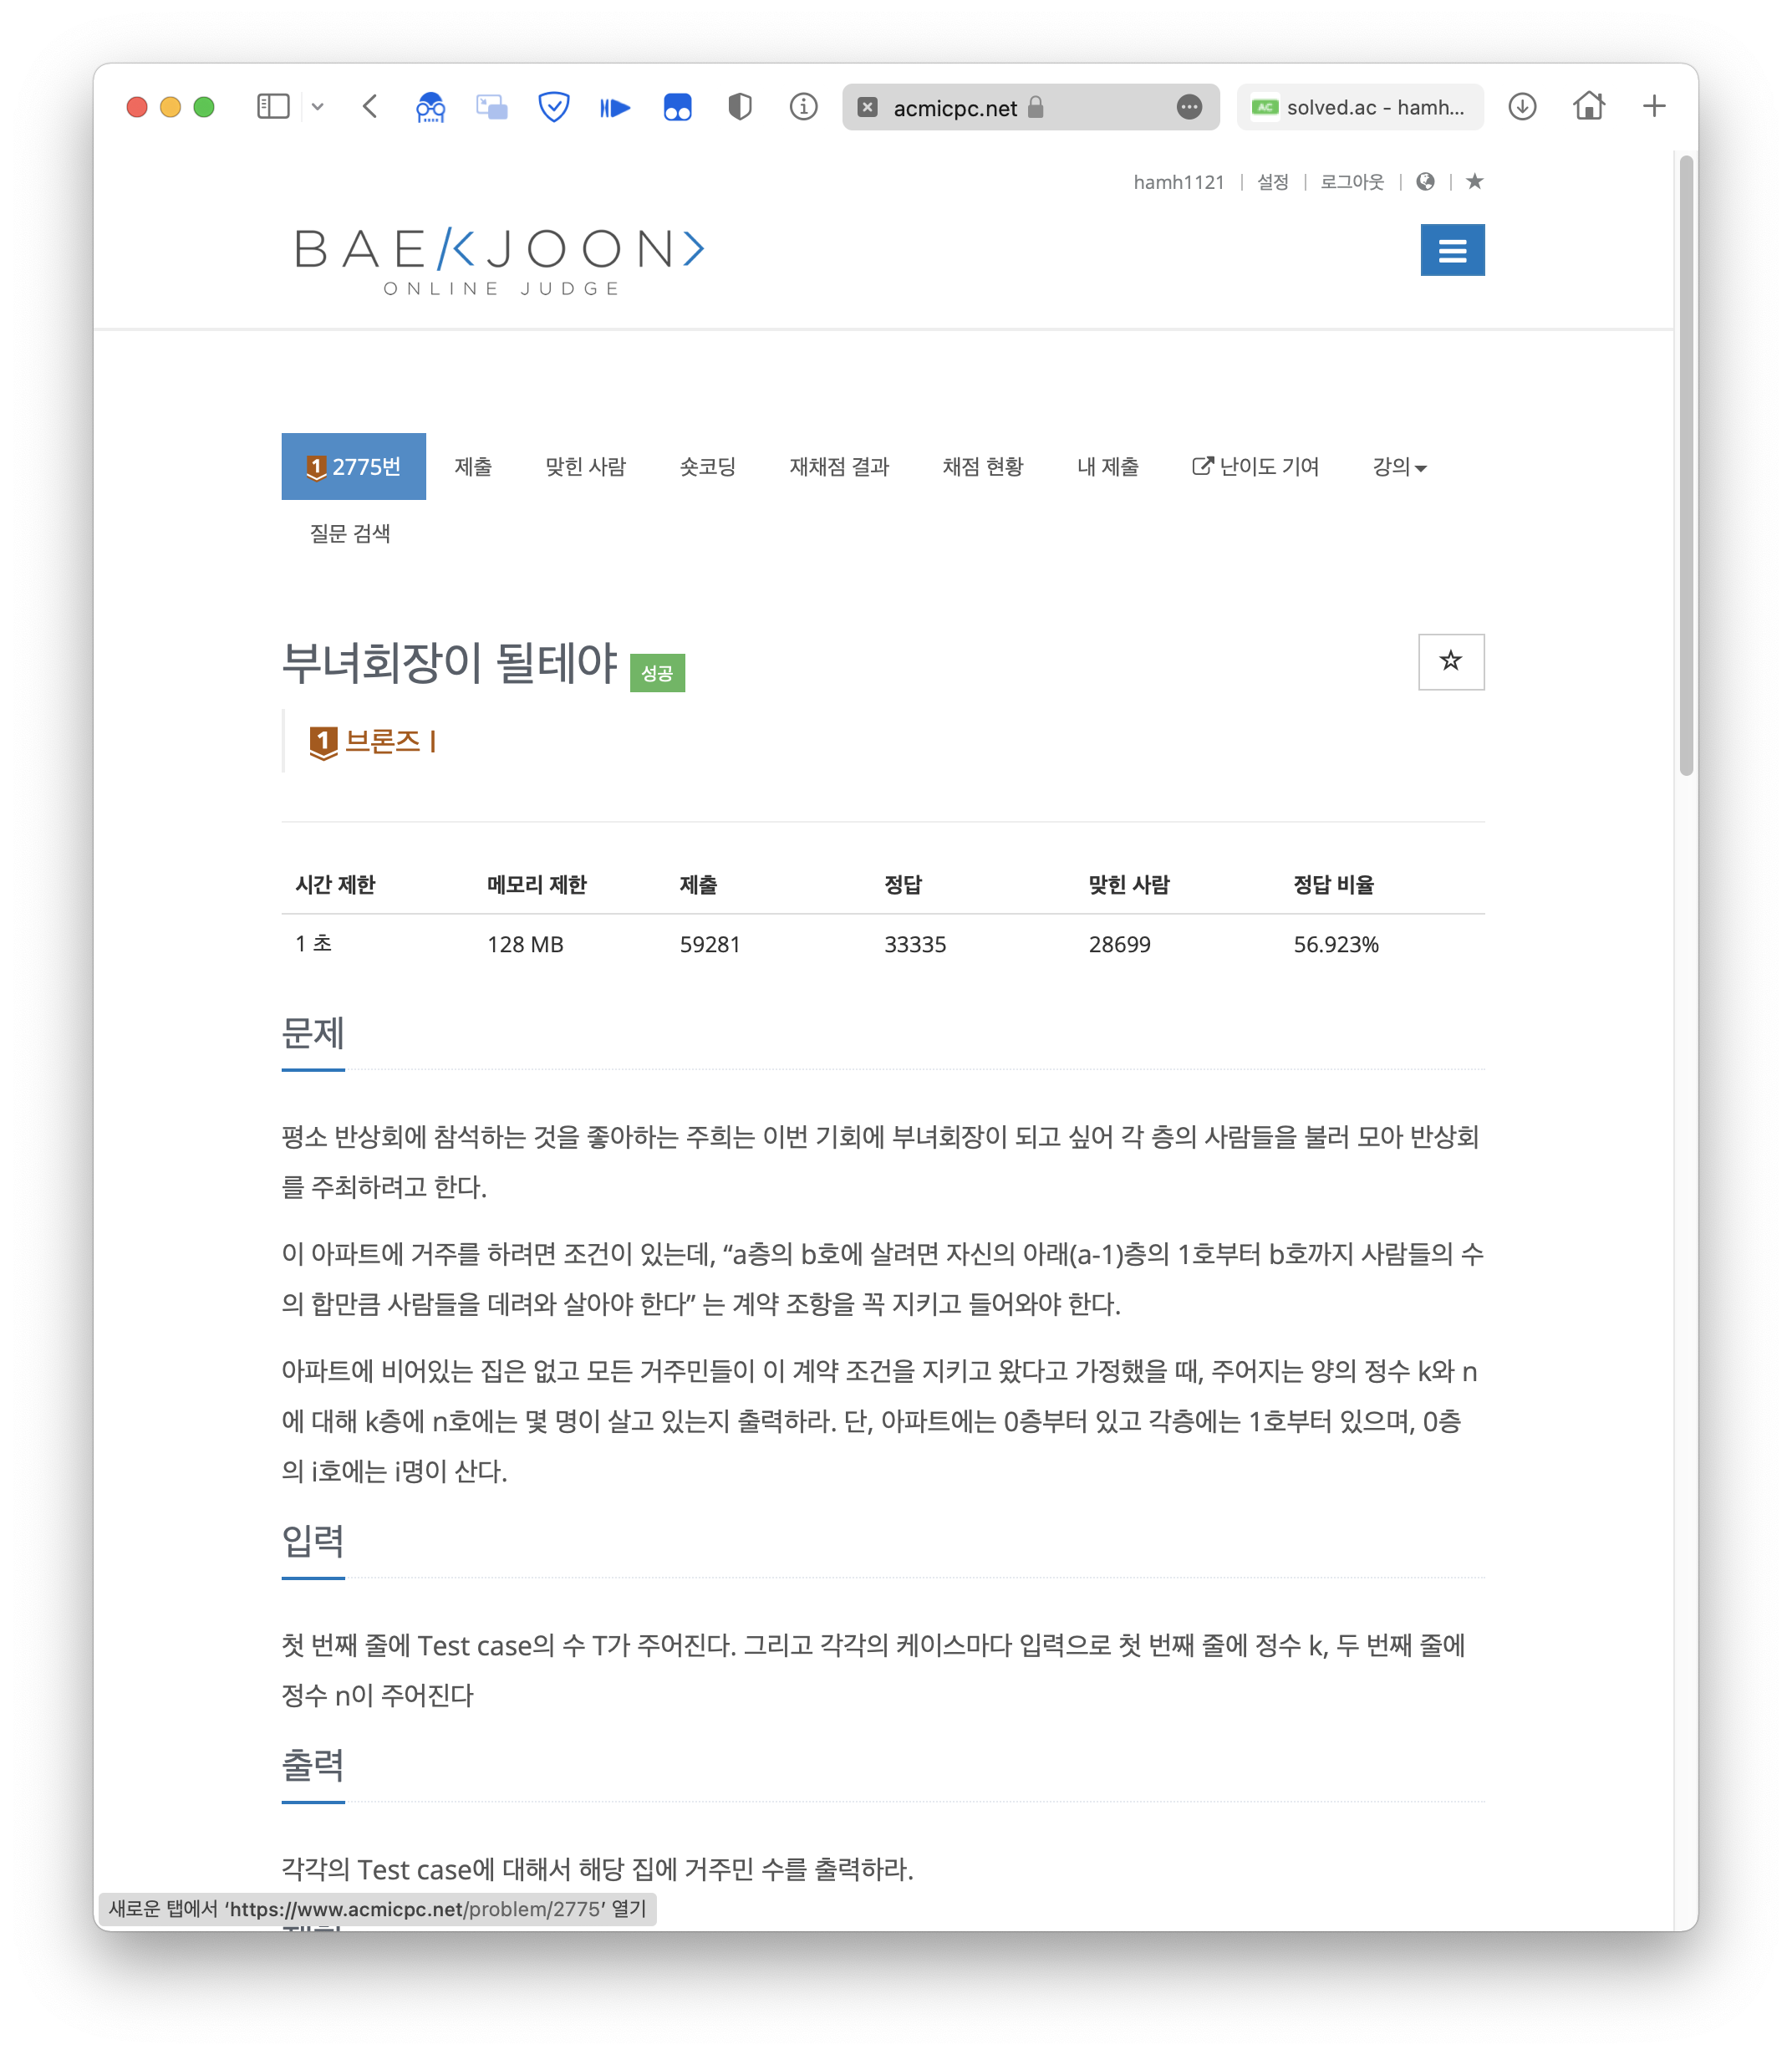 acmicpc.net
AC solved.ac - hamh...
hamh1121 | 설정 | 로그아웃 | |
BAEKJOON>
ONLINE JUDGE
1 2775번 제출 맞힌 사람 숏코딩 재채점 결과 채점 현황 내 제출 난이도 기여 강의
질문 검색
부녀회장이 될테야 성공
1 브론즈 I
시간 제한 메모리 제한 제출 정답 맞힌 사람 정답 비율
1 초 128 MB 59281 33335 28699 56.923%
문제
평소 반상회에 참석하는 것을 좋아하는 주희는 이번 기회에 부녀회장이 되고 싶어 각 층의 사람들을 불러 모아 반상회
를 주최하려고 한다.
이 아파트에 거주를 하려면 조건이 있는데, “a층의 b호에 살려면 자신의 아래(a-1)층의 1호부터 b호까지 사람들의 수
의 합만큼 사람들을 데려와 살아야 한다” 는 계약 조항을 꼭 지키고 들어와야 한다.
아파트에 비어있는 집은 없고 모든 거주민들이 이 계약 조건을 지키고 왔다고 가정했을 때, 주어지는 양의 정수 k와 n
에 대해 k층에 n호에는 몇 명이 살고 있는지 출력하라. 단, 아파트에는 0층부터 있고 각층에는 1호부터 있으며, 0층
의 i호에는 i명이 산다.
입력
첫 번째 줄에 Test case의 수 T가 주어진다. 그리고 각각의 케이스마다 입력으로 첫 번째 줄에 정수 k, 두 번째 줄에
정수 n이 주어진다
출력
각각의 Test case에 대해서 해당 집에 거주민 수를 출력하라.
새로운 탭에서 ‘https://www.acmicpc.net/problem/2775’ 열기